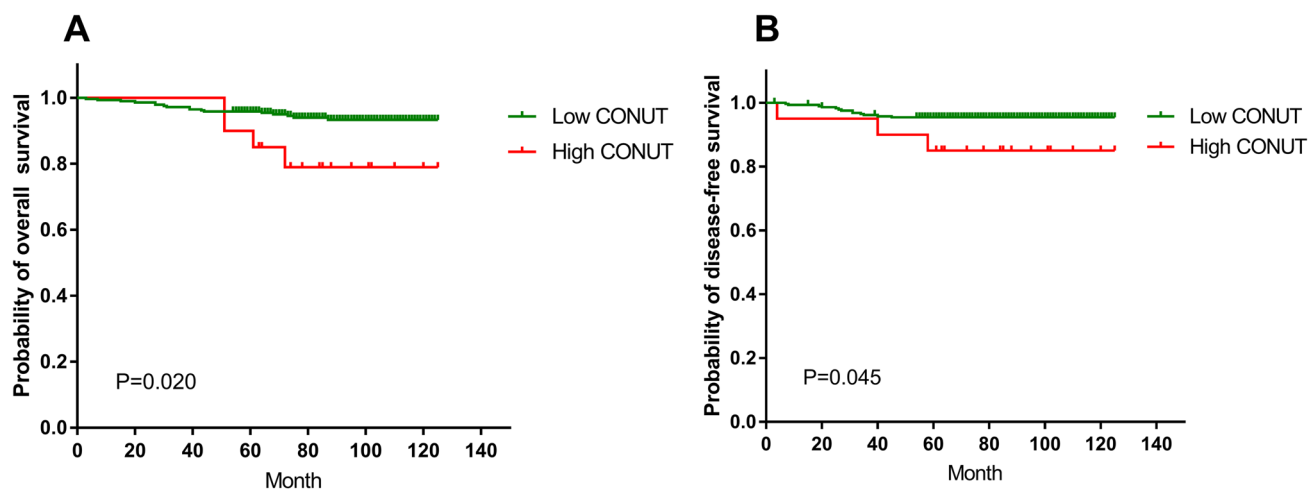 A
Probability of overall survival
1.0
0.8
0.6
0.4
0.2
0.0
0 20 40 60 80 100 120 140
Month
P=0.020
Low CONUT
High CONUT
B
Probability of disease-free survival
1.0
0.8
0.6
0.4
0.2
0.0
0 20 40 60 80 100 120 140
Month
P=0.045
Low CONUT
High CONUT